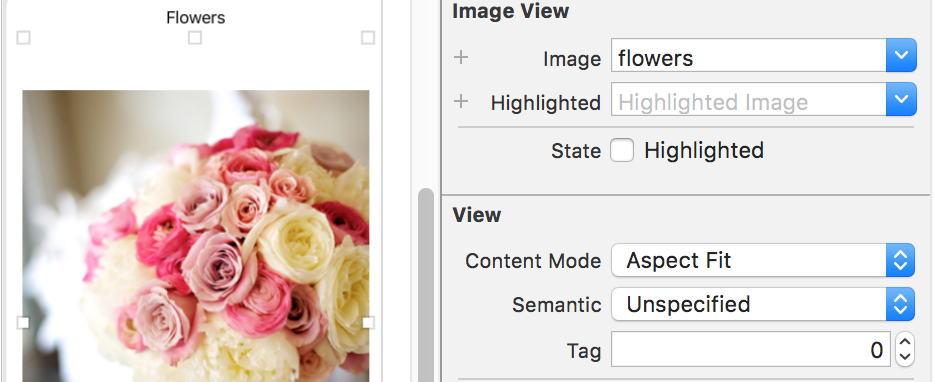 Flowers
Image View
Image flowers
Highlighted Highlighted Image
State Highlighted
View
Content Mode Aspect Fit
Semantic Unspecified
Tag 0